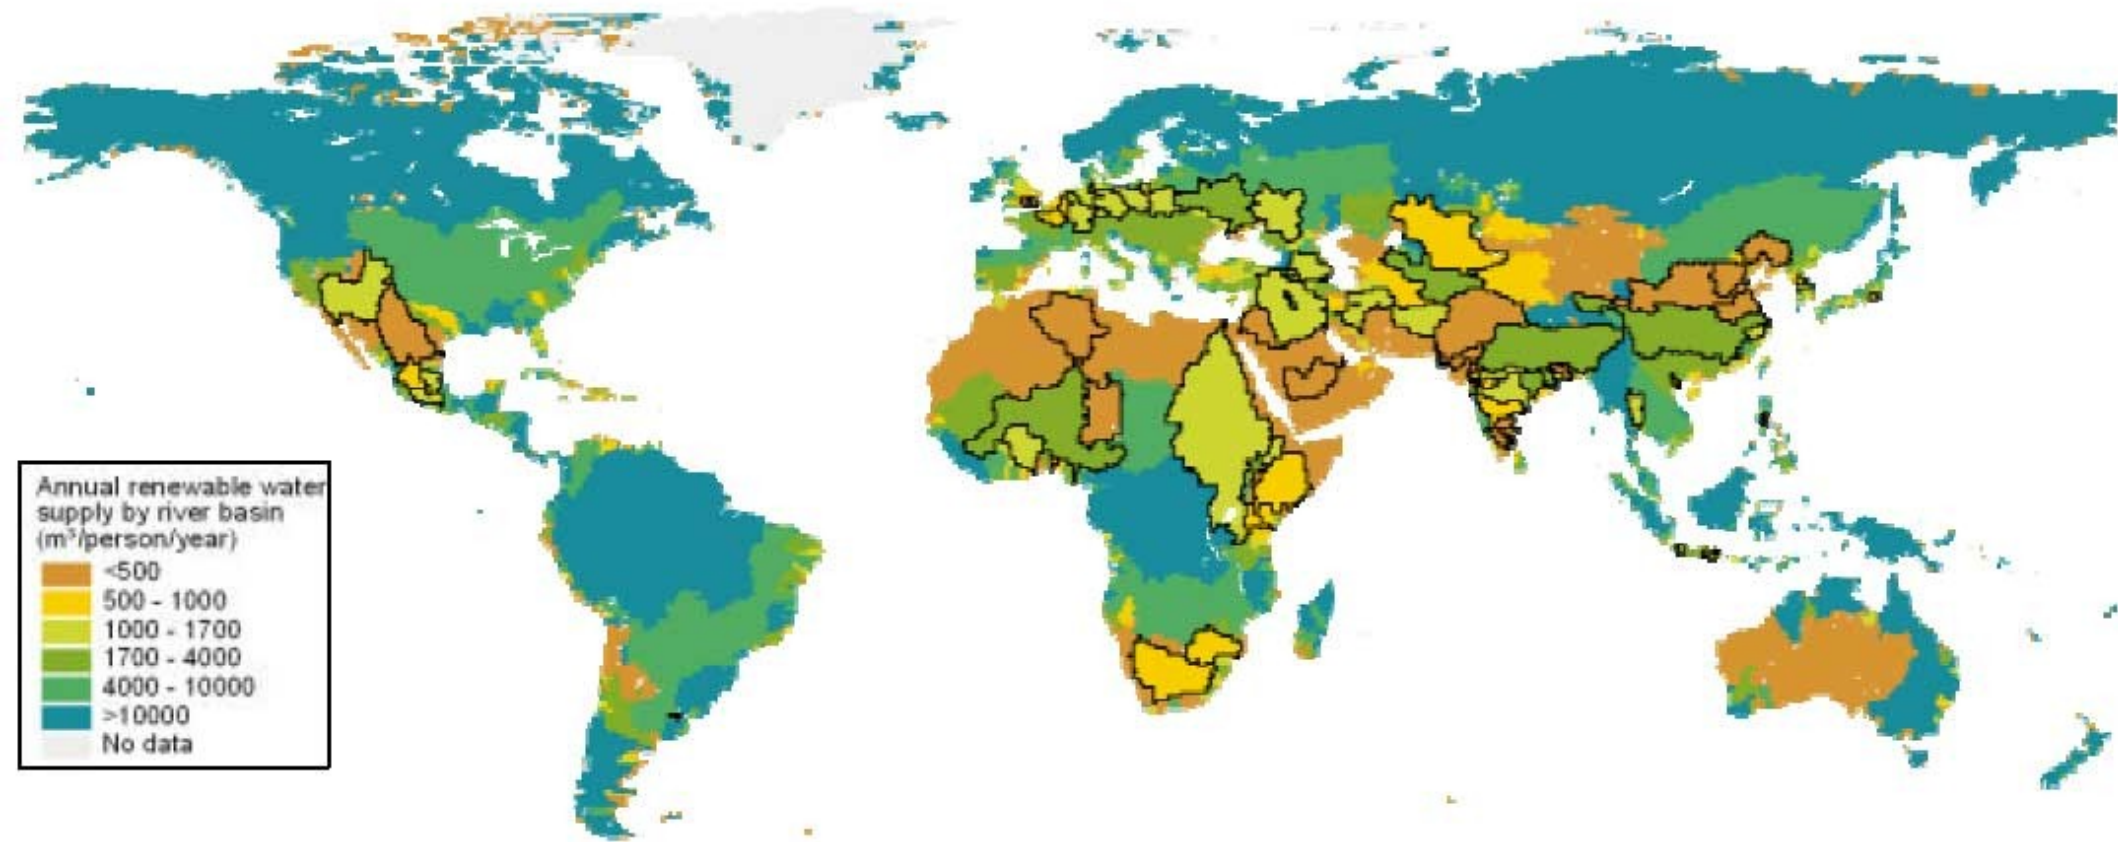 Annual renewable water
supply by river basin
(m³/person/year)
<500
500 - 1000
1000 - 1700
1700 - 4000
4000 - 10000
>10000
No data